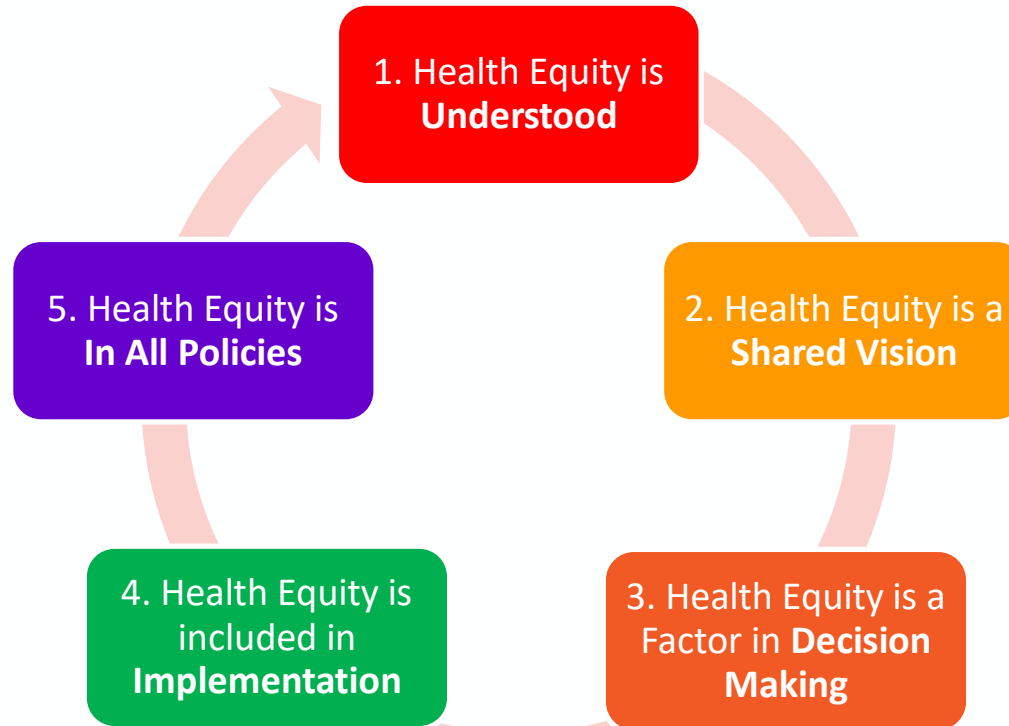 1. Health Equity is
Understood
2. Health Equity is a
Shared Vision
3. Health Equity is a
Factor in Decision
Making
4. Health Equity is
included in
Implementation
5. Health Equity is
In All Policies